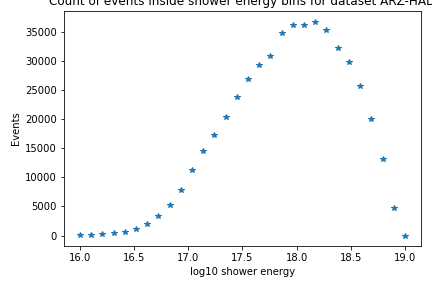 Count of events inside shower energy bins for dataset ARZ-HAD
35000
30000
25000
20000
15000
10000
5000
0
Events
16.0 16.5 17.0 17.5 18.0 18.5 19.0
log10 shower energy